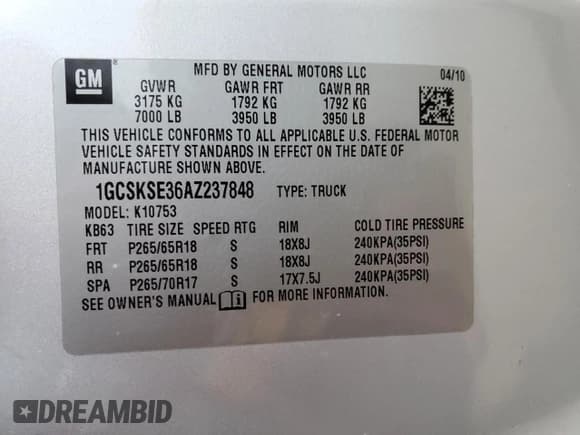 GM ®
MFD BY GENERAL MOTORS LLC 04/10
GVWR GAWR FRT GAWR RR
3175 KG 1792 KG 1792 KG
7000 LB 3950 LB 3950 LB
THIS VEHICLE CONFORMS TO ALL APPLICABLE U.S. FEDERAL MOTOR
VEHICLE SAFETY STANDARDS IN EFFECT ON THE DATE OF
MANUFACTURE SHOWN ABOVE.
1GCSKSE36AZ237848 TYPE: TRUCK
MODEL: K10753
KB63 TIRE SIZE SPEED RTG RIM COLD TIRE PRESSURE
FRT P265/65R18 S 18X8J 240KPA(35PSI)
RR P265/65R18 S 18X8J 240KPA(35PSI)
SPA P265/70R17 S 17X7.5J 240KPA(35PSI)
SEE OWNER'S MANUAL FOR MORE INFORMATION.
DREAMBID